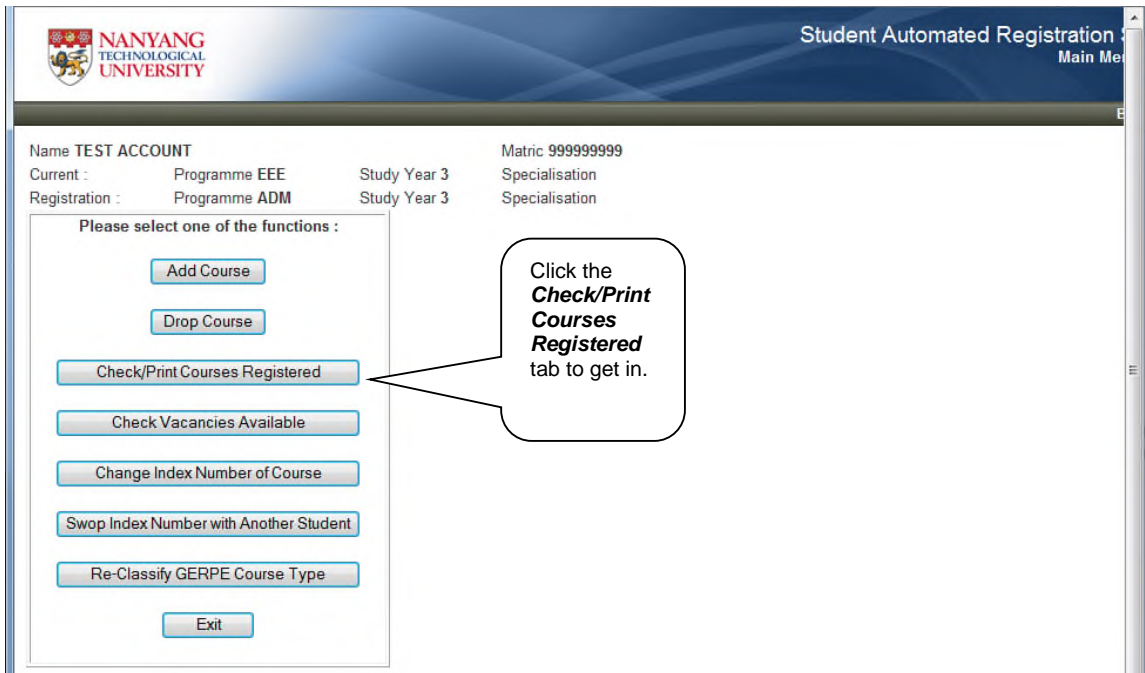 NANYANG
TECHNOLOGICAL
UNIVERSITY
Student Automated Registration
Main
Name TEST ACCOUNT Matric 999999999
Current : Programme EEE Study Year 3 Specialisation
Registration : Programme ADM Study Year 3 Specialisation
Please select one of the functions :
Add Course
Drop Course
Check/Print Courses Registered
Check Vacancies Available
Change Index Number of Course
Swop Index Number with Another Student
Re-Classify GERPE Course Type
Exit
Click the
Check/Print
Courses
Registered
tab to get in.